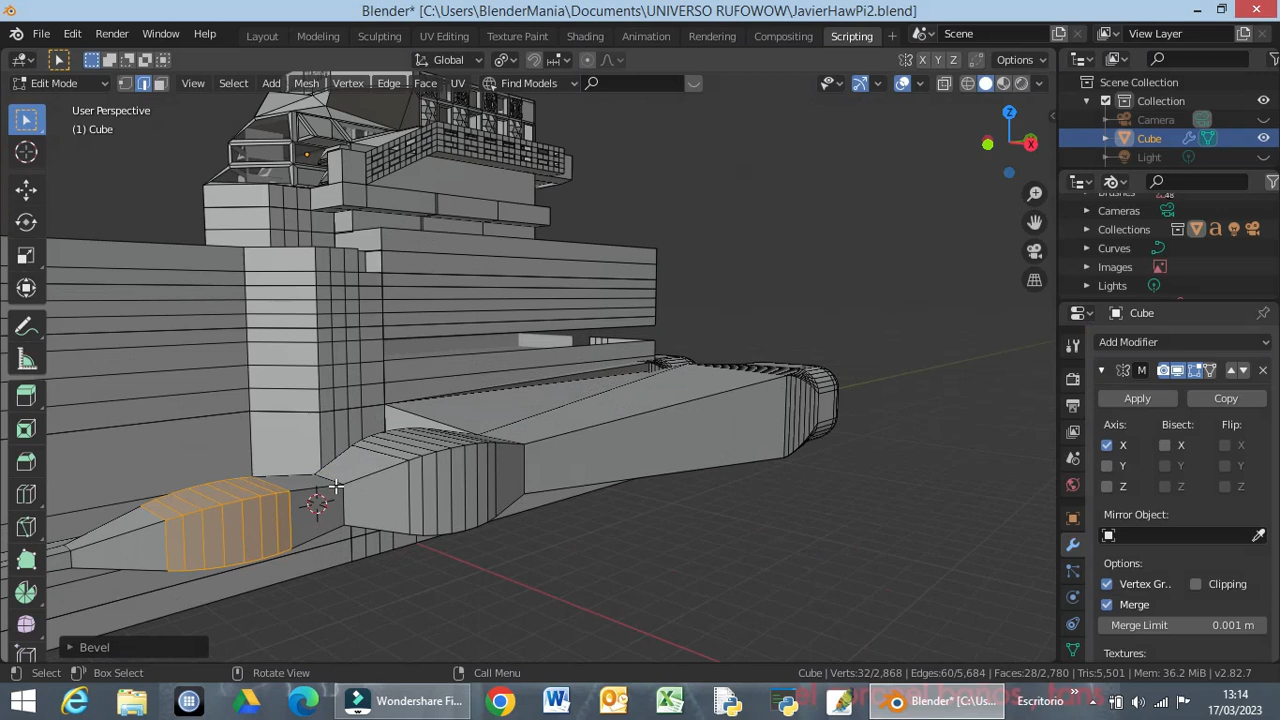 Blender* [C:\Users\BlenderMania\Documents\UNIVERSO RUFOWOW\JavierHawPi2.blend]
File Edit Render Window Help Layout Modeling Sculpting UV Editing Texture Paint Shading Animation Rendering Compositing Scripting Scene View Layer
Global X Y Z Options
Edit Mode View Select Add Mesh Vertex Edge Face UV Find Models
User Perspective
(1) Cube
Z
X
Scene Collection
Collection
Camera
Cube
Light
Brushes 48
Cameras
Collections
Curves
Images
Lights
Cube
Add Modifier
M
Apply Copy
Axis: Bisect: Flip:
X X X
Y Y Y
Z Z Z
Mirror Object:
Options:
Vertex Gr.. Clipping
Merge
Merge Limit 0.001 m
Textures:
Bevel
Select Box Select Rotate View Call Menu Cube | Verts:32/2,868 | Edges:60/5,684 | Faces:28/2,780 | Tris:5,501 | Mem: 36.2 MiB | v2.82.7
Wondershare Fi... Blender* [C:\Us... Escritorio
13:14
17/03/2023